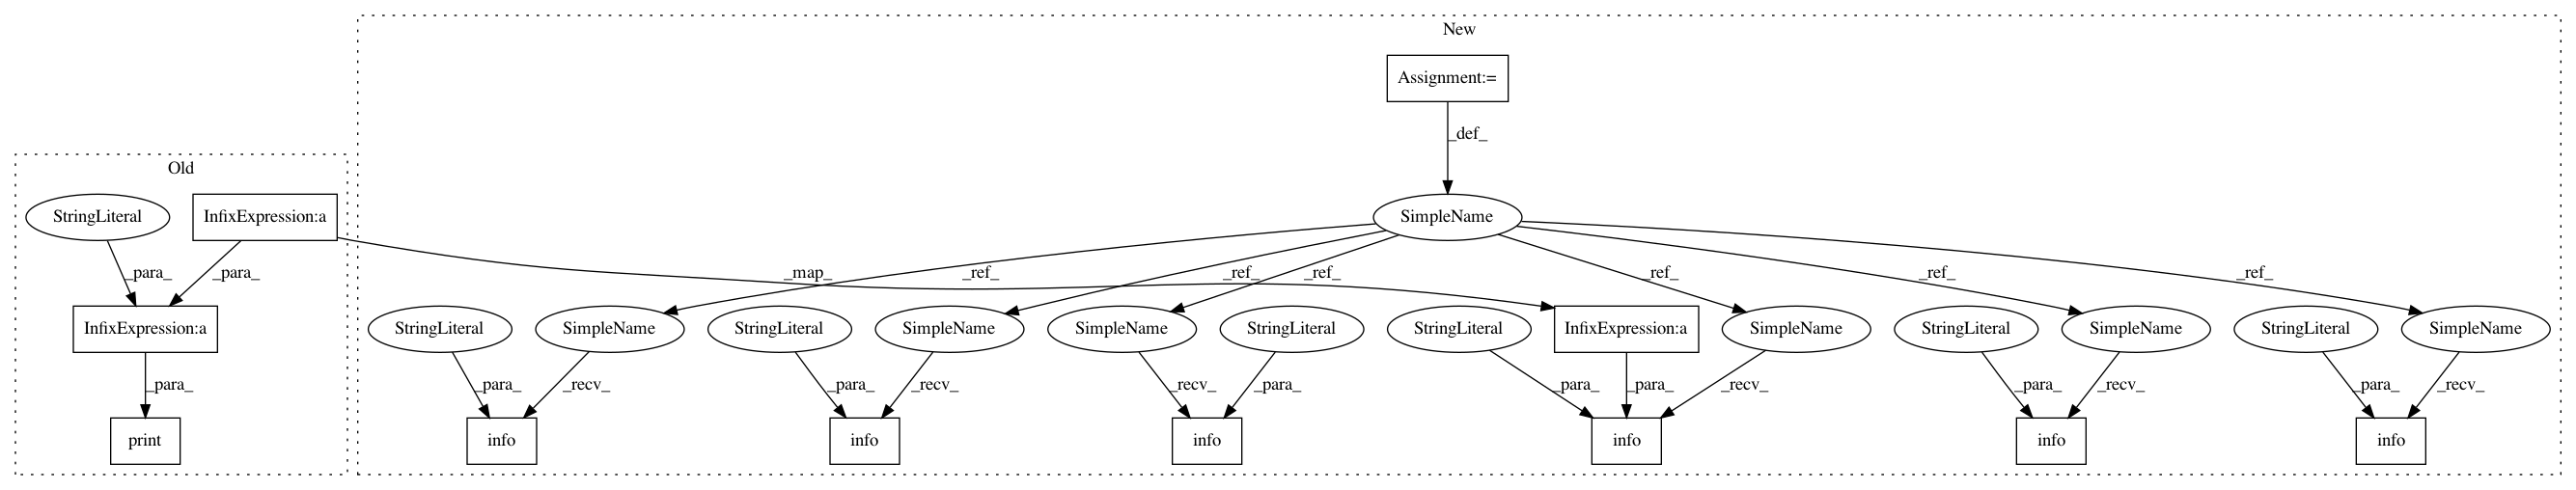 New
Assignment:=
_def_
Old
StringLiteral
InfixExpression:a
SimpleName
_para_
_para_
_map_
_ref_
_ref_
_ref_
_ref_
_ref_
_ref_
InfixExpression:a
StringLiteral
SimpleName
StringLiteral
SimpleName
SimpleName
StringLiteral
StringLiteral
InfixExpression:a
SimpleName
StringLiteral
SimpleName
StringLiteral
SimpleName
_para_
_para_
_recv_
_para_
_recv_
_recv_
_para_
_para_
_para_
_recv_
_para_
_recv_
_para_
_recv_
print
info
info
info
info
info
info